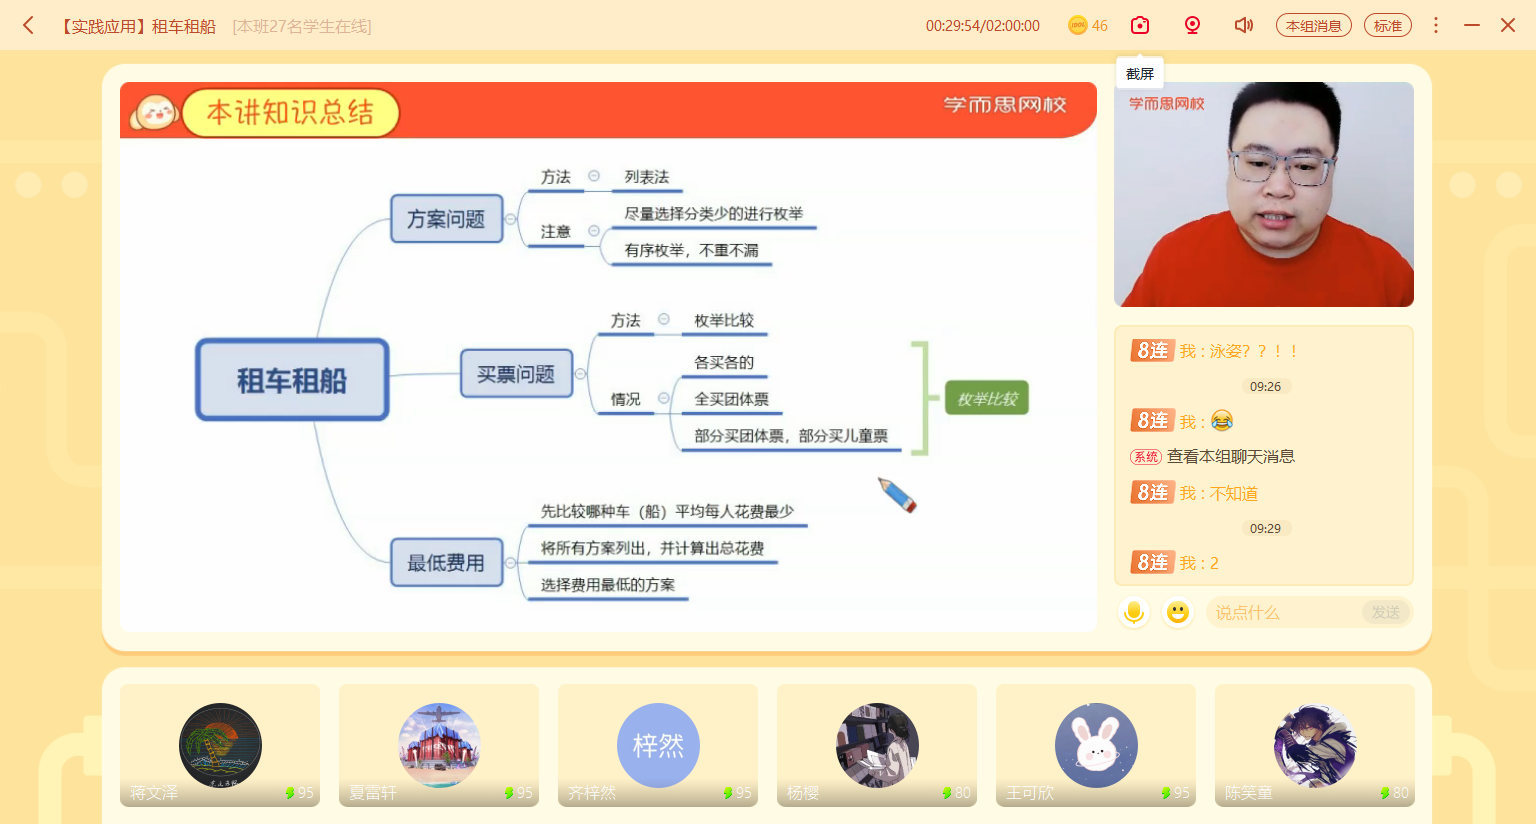 【实践应用】租车租船 [本班27名学生在线]
00:29:54/02:00:00
46
本组消息
标准
截屏
本讲知识总结
学而思网校
学而思网校
租车租船
方案问题
方法
列表法
注意
尽量选择分类少的进行枚举
有序枚举，不重不漏
买票问题
方法
枚举比较
情况
各买各的
全买团体票
部分买团体票，部分买儿童票
枚举比较
最低费用
先比较哪种车（船）平均每人花费最少
将所有方案列出，并计算出总花费
选择费用最低的方案
8连 我 : 泳姿？？！！
09:26
8连 我 : 😂
系统 查看本组聊天消息
8连 我 : 不知道
09:29
8连 我 : 2
说点什么 发送
梓然
蒋文泽 95
夏雷轩 95
齐梓然 95
杨樱 80
王可欣 95
陈笑童 80